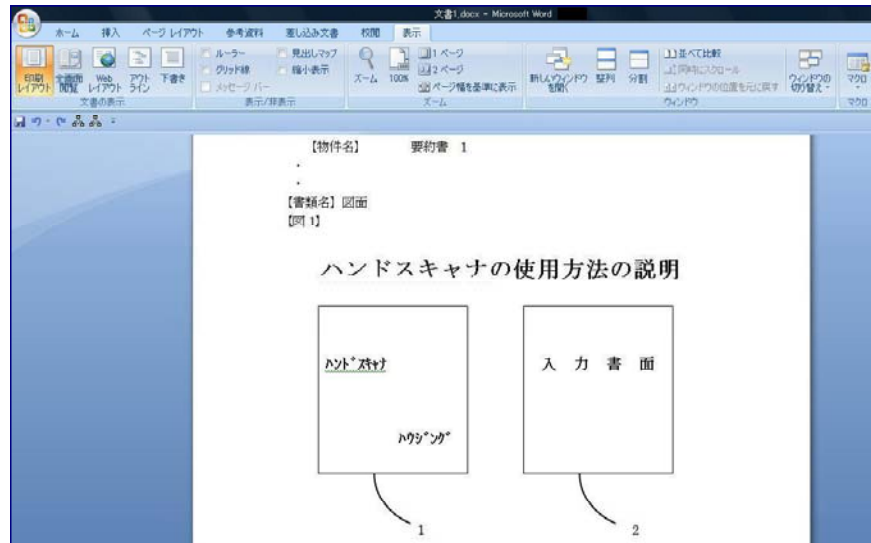 文書1.docx - Microsoft Word
ホーム 挿入 ページ レイアウト 参考資料 差し込み文書 校閲 表示
印刷レイアウト 全画面閲覧 Web レイアウト アウトライン 下書き
文書の表示
ルーラー
グリッド線
メッセージ バー
見出しマップ
縮小表示
表示/非表示
ズーム 100%
1 ページ
2 ページ
ページ幅を基準に表示
ズーム
新しいウィンドウを開く 整列 分割
並べて比較
同時にスクロール
ウィンドウの位置を元に戻す
ウィンドウの切り替え
ウィンドウ
マクロ
マクロ
【物件名】 要約書 1
・
・
【書類名】図面
【図1】
ハンドスキャナの使用方法の説明
ﾊﾝﾄﾞｽｷｬﾅ
ﾊｳｼﾞﾝｸﾞ
入力書面
1
2